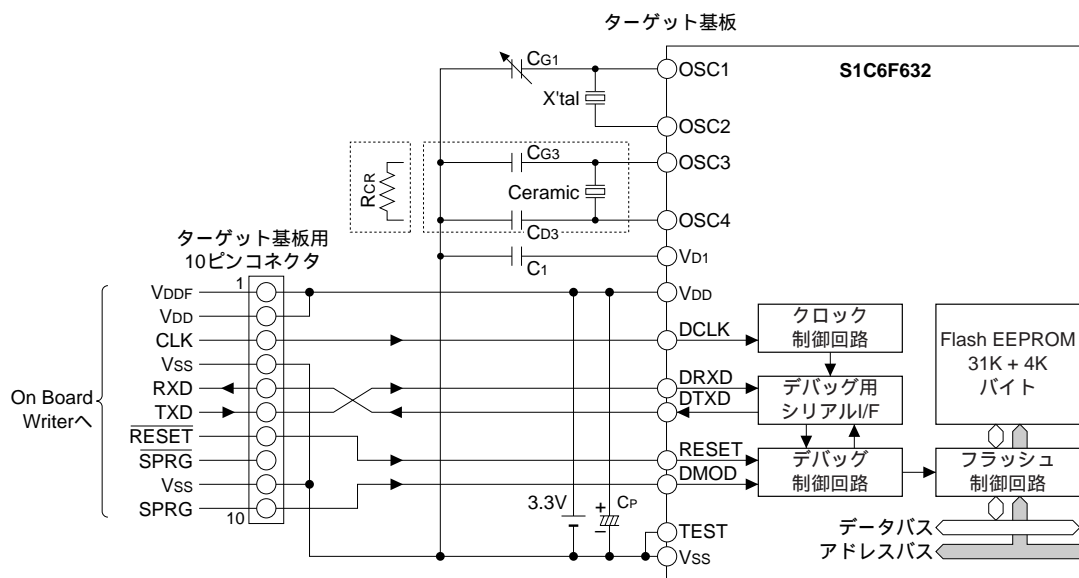 ターゲット基板
S1C6F632
CG1
X'tal
OSC1
OSC2
RCR
CG3
Ceramic
CD3
OSC3
OSC4
C1
VD1
ターゲット基板用
10ピンコネクタ
On Board
Writerへ
1
VDDF
VDD
CLK
VSS
RXD
TXD
RESET
SPRG
VSS
SPRG
10
3.3V
+
−
CP
VDD
DCLK
DRXD
DTXD
RESET
DMOD
TEST
VSS
クロック
制御回路
デバッグ用
シリアルI/F
デバッグ
制御回路
Flash EEPROM
31K + 4K
バイト
フラッシュ
制御回路
データバス
アドレスバス